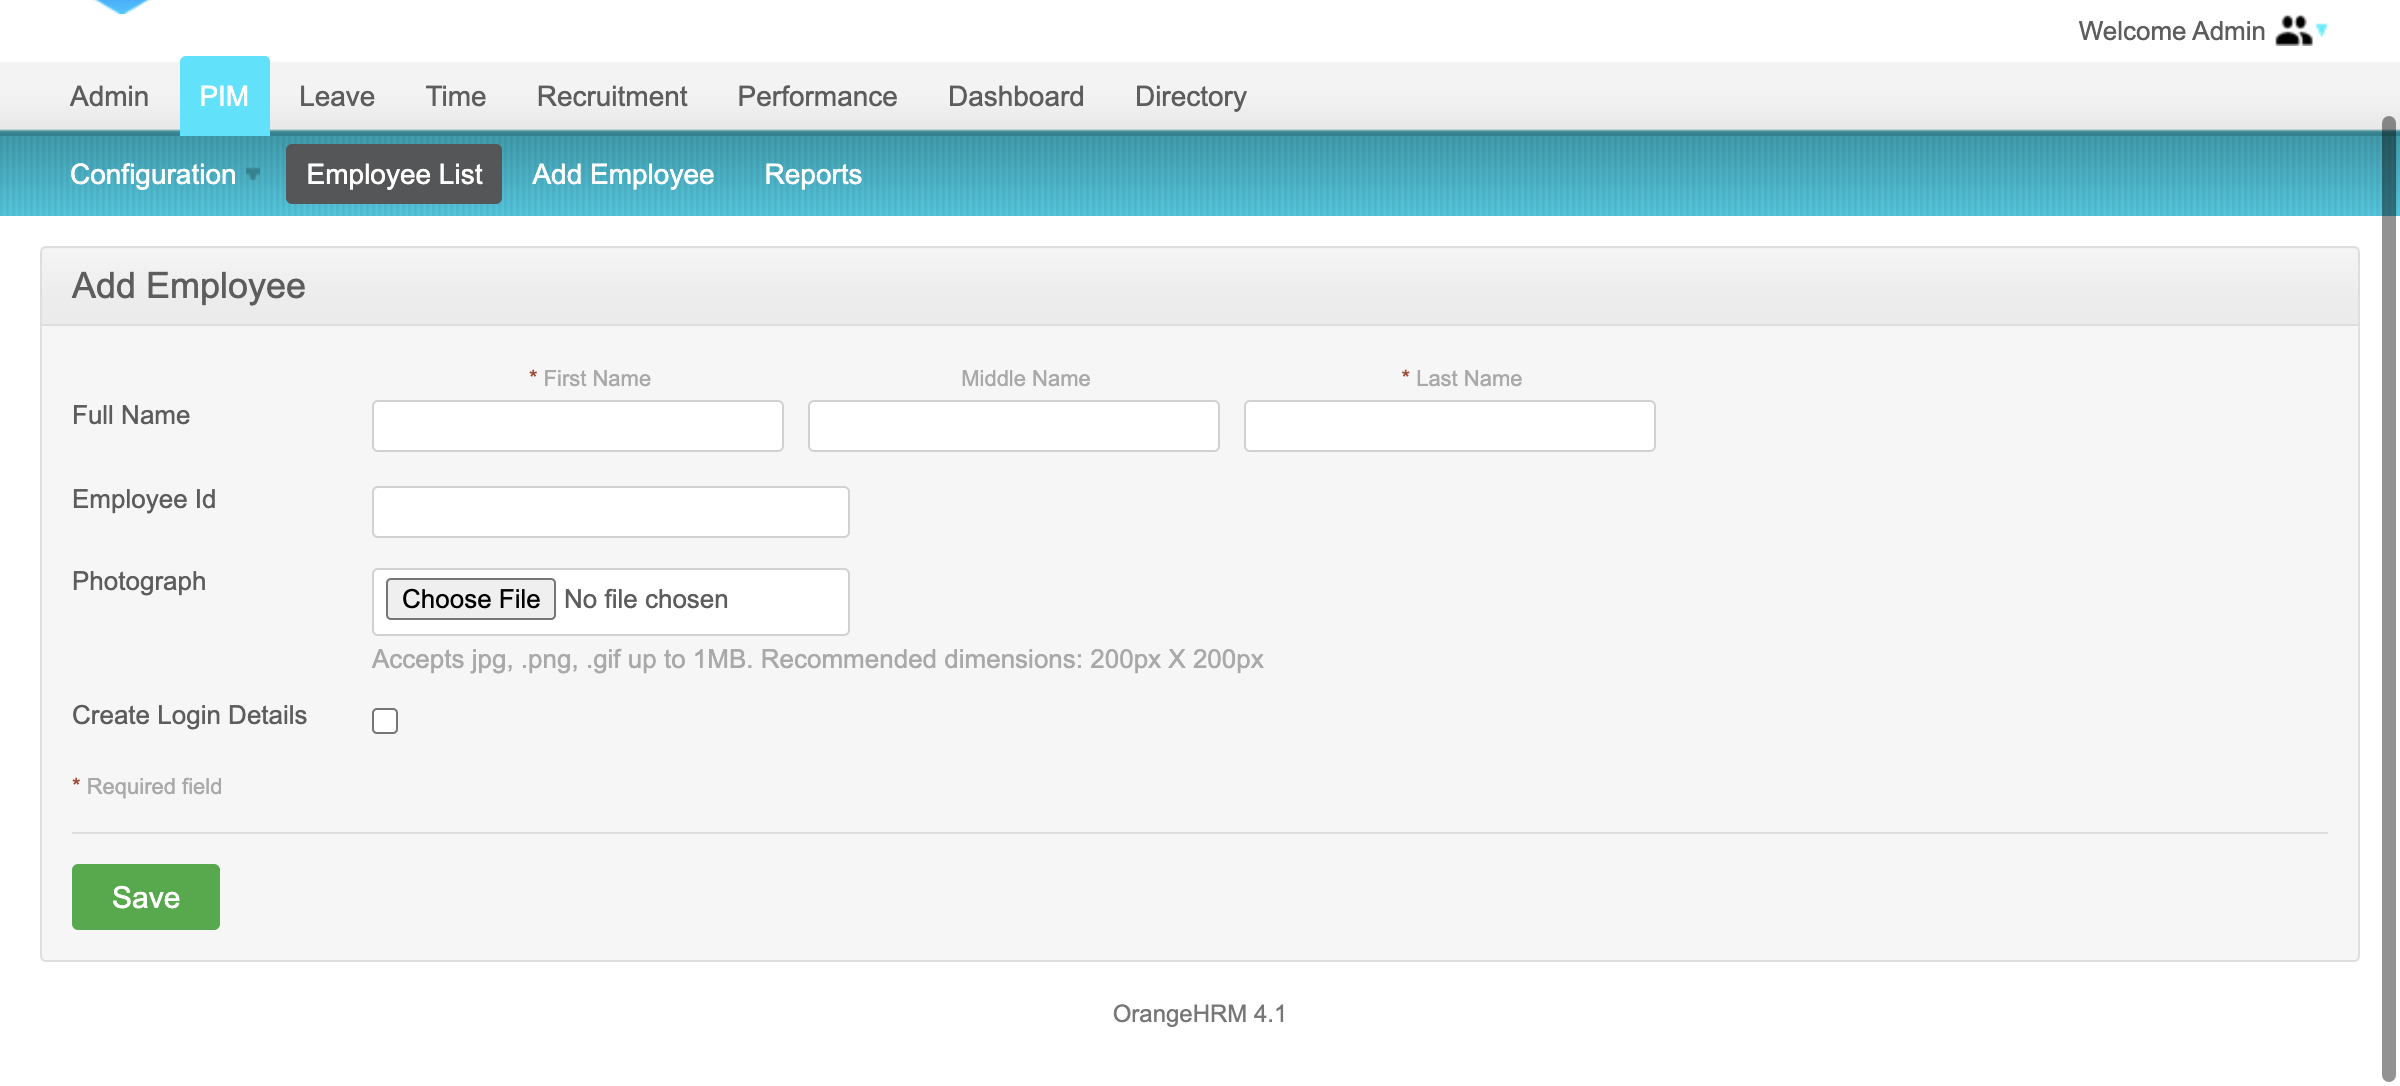 Welcome Admin
Admin PIM Leave Time Recruitment Performance Dashboard Directory
Configuration Employee List Add Employee Reports
Add Employee
* First Name Middle Name * Last Name
Full Name
Employee Id
Photograph Choose File No file chosen
Accepts jpg, .png, .gif up to 1MB. Recommended dimensions: 200px X 200px
Create Login Details
* Required field
Save
OrangeHRM 4.1